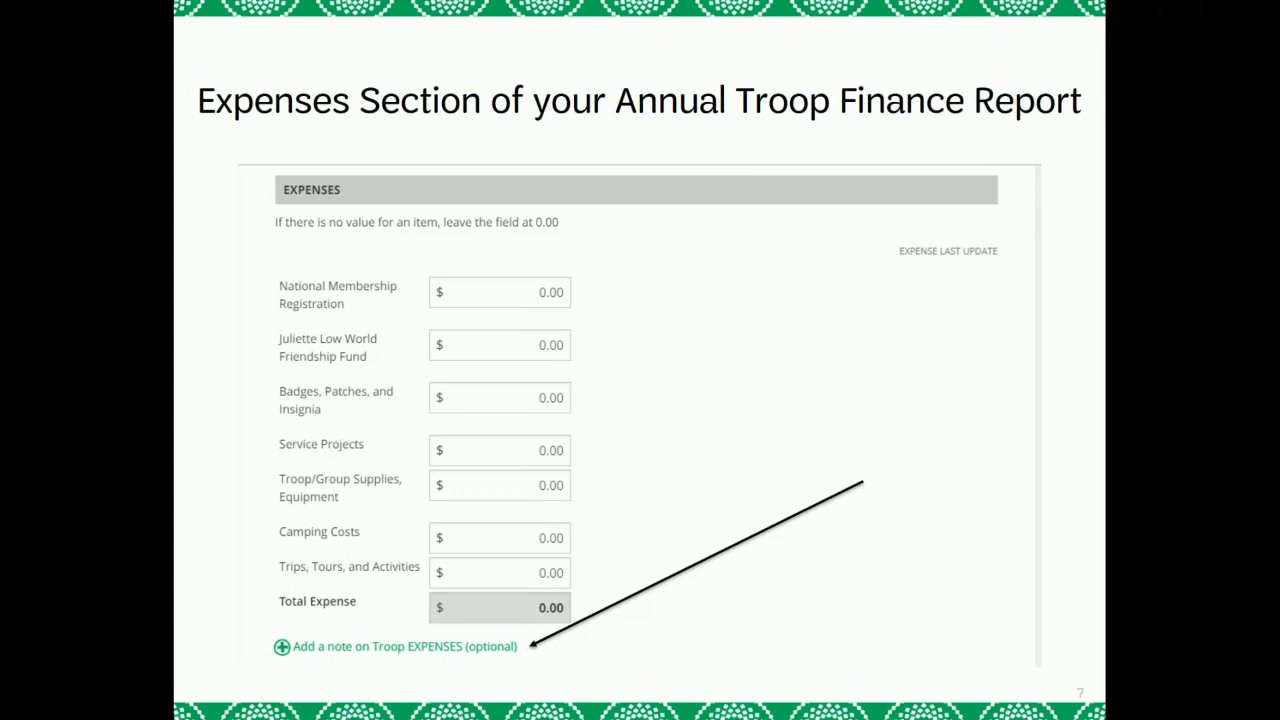 Expenses Section of your Annual Troop Finance Report
EXPENSES
If there is no value for an item, leave the field at 0.00
EXPENSE LAST UPDATE
National Membership
Registration
$ 0.00
Juliette Low World
Friendship Fund
$ 0.00
Badges, Patches, and
Insignia
$ 0.00
Service Projects
$ 0.00
Troop/Group Supplies,
Equipment
$ 0.00
Camping Costs
$ 0.00
Trips, Tours, and Activities
$ 0.00
Total Expense
$ 0.00
Add a note on Troop EXPENSES (optional)
7